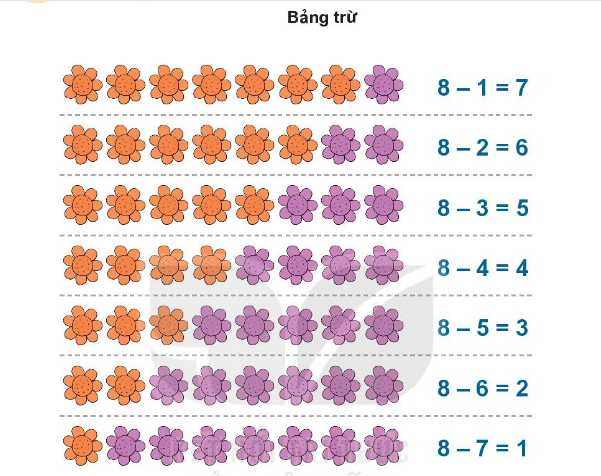 Bảng trừ
8 – 1 = 7
8 – 2 = 6
8 – 3 = 5
8 – 4 = 4
8 – 5 = 3
8 – 6 = 2
8 – 7 = 1